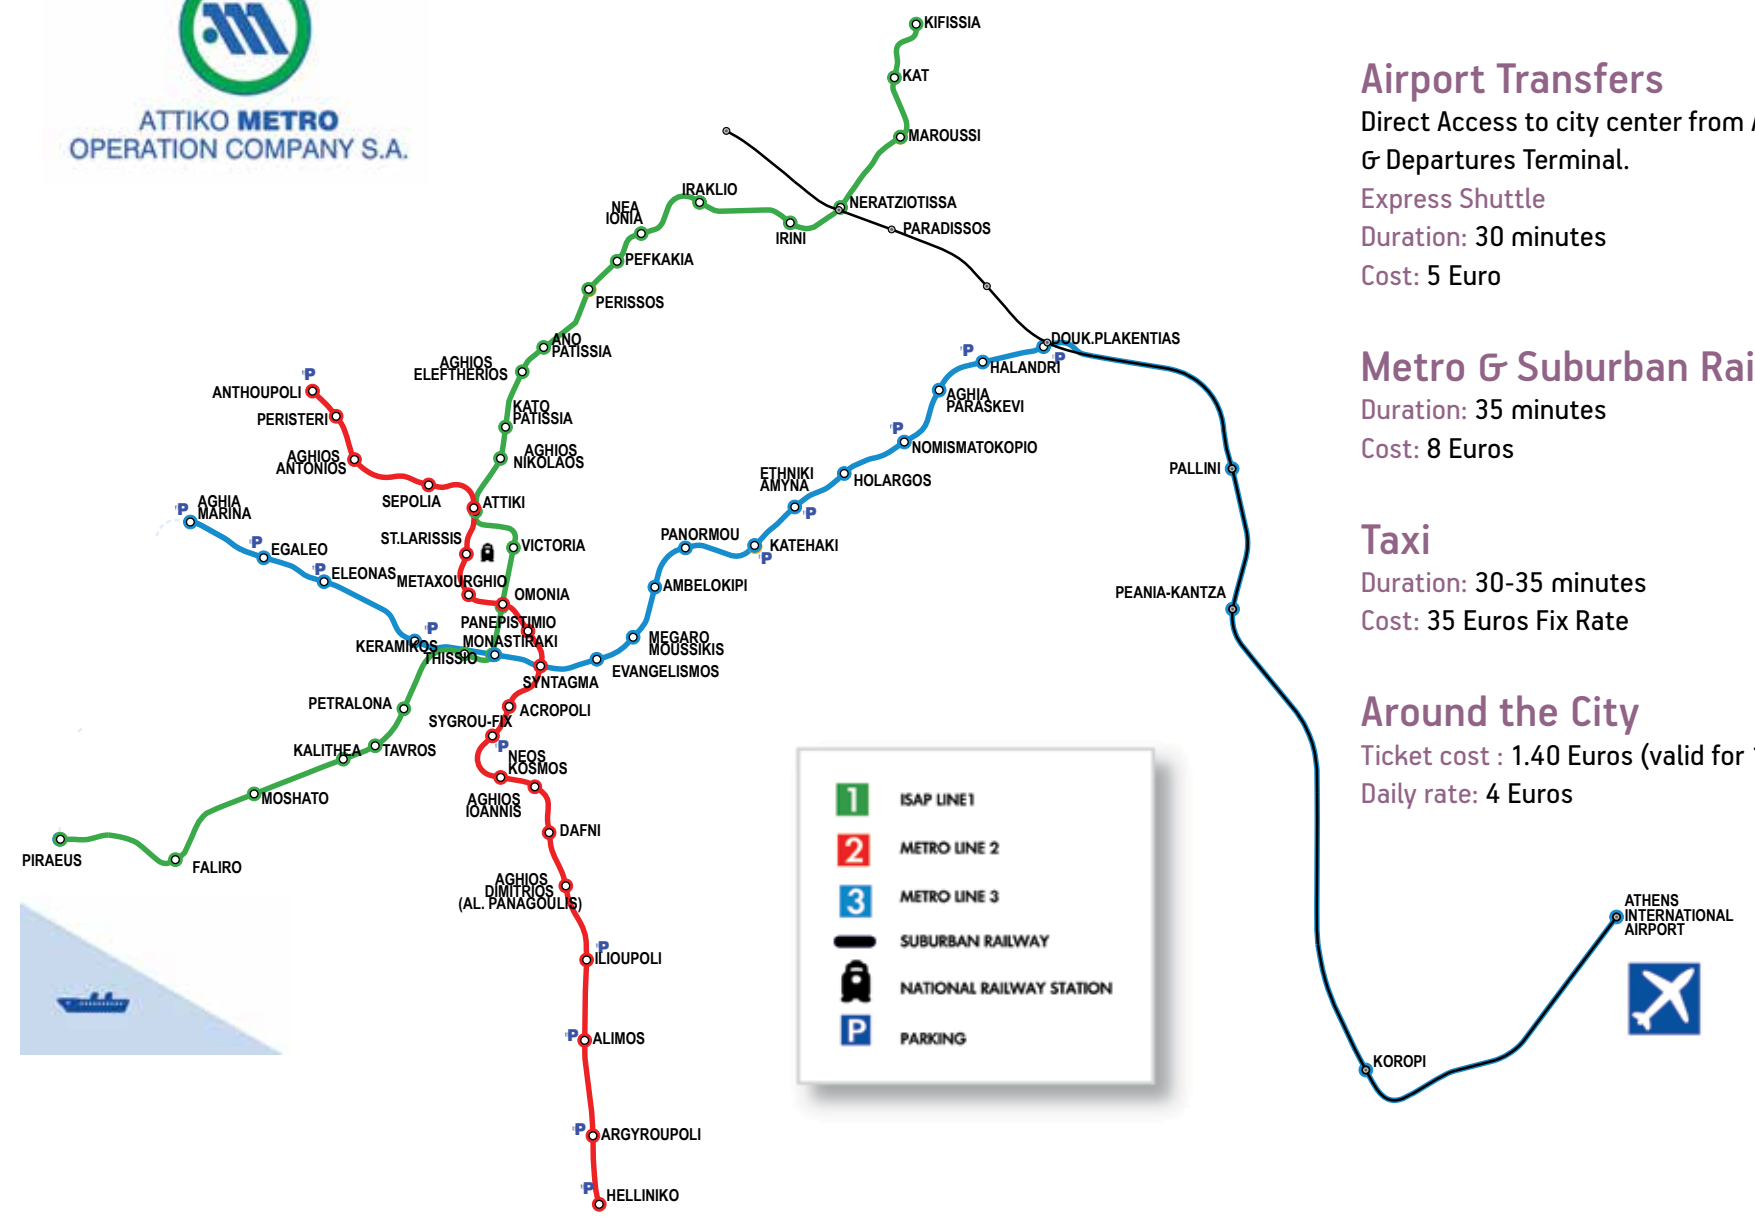 ATTIKO METRO
OPERATION COMPANY S.A.
KIFISSIA
KAT
MAROUSSI
NERATZIOTISSA
PARADISSOS
IRINI
IRAKLIO
NEA
IONIA
PEFKAKIA
PERISSOS
ANO
PATISSIA
AGHIOS
ELEFTHERIOS
KATO
PATISSIA
AGHIOS
NIKOLAOS
ATTIKI
VICTORIA
OMONIA
MONASTIRAKI
THISSIO
PETRALONA
TAVROS
KALITHEA
MOSHATO
FALIRO
PIRAEUS
P
ANTHOUPOLI
PERISTERI
AGHIOS
ANTONIOS
SEPOLIA
ST.LARISSIS
METAXOURGHIO
PANEPISTIMIO
SYNTAGMA
ACROPOLI
SYGROU-FIX
P
NEOS
KOSMOS
AGHIOS
IOANNIS
DAFNI
AGHIOS
DIMITRIOS
(AL. PANAGOULIS)
P
ILIOUPOLI
P
ALIMOS
P
ARGYROUPOLI
P
HELLINIKO
P
AGHIA
MARINA
P
EGALEO
P
ELEONAS
P
KERAMIKOS
EVANGELISMOS
MEGARO
MOUSSIKIS
AMBELOKIPI
PANORMOU
KATEHAKI
P
ETHNIKI
AMYNA
P
HOLARGOS
P
NOMISMATOKOPIO
AGHIA
PARASKEVI
P
HALANDRI
DOUK.PLAKENTIAS
P
PALLINI
PEANIA-KANTZA
KOROPI
ATHENS
INTERNATIONAL
AIRPORT
1 ISAP LINE1
2 METRO LINE 2
3 METRO LINE 3
SUBURBAN RAILWAY
NATIONAL RAILWAY STATION
P PARKING
Airport Transfers
Direct Access to city center from
& Departures Terminal.
Express Shuttle
Duration: 30 minutes
Cost: 5 Euro
Metro & Suburban Rai
Duration: 35 minutes
Cost: 8 Euros
Taxi
Duration: 30-35 minutes
Cost: 35 Euros Fix Rate
Around the City
Ticket cost : 1.40 Euros (valid for
Daily rate: 4 Euros